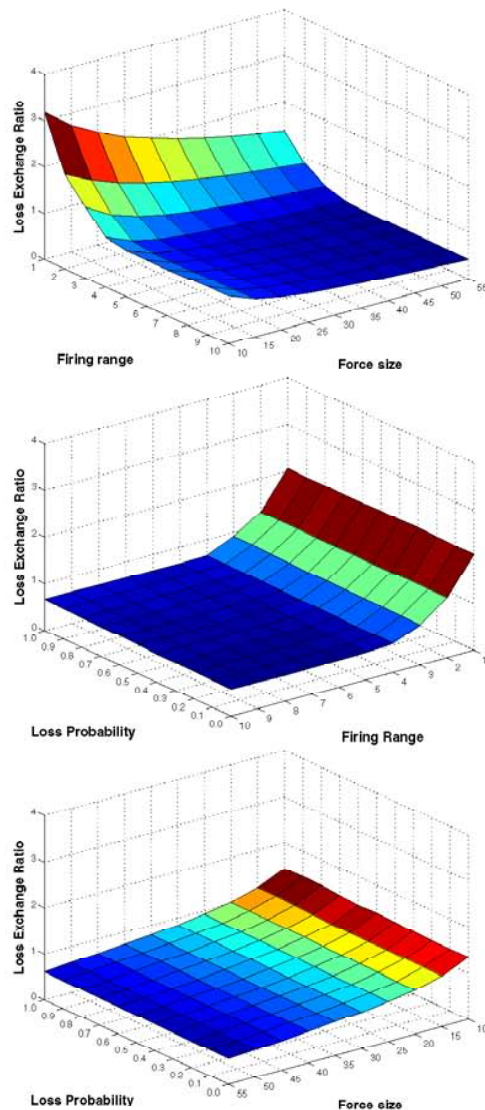 Loss Exchange Ratio
4
3
2
1
0
1 2 3 4 5 6 7 8 9 10
10 15 20 25 30 35 40 45 50 55
Firing range
Force size
Loss Exchange Ratio
4
3
2
1
0
1.0 0.9 0.8 0.7 0.6 0.5 0.4 0.3 0.2 0.1 0.0
10 9 8 7 6 5 4 3 2 1
Loss Probability
Firing Range
Loss Exchange Ratio
4
3
2
1
0
1.0 0.9 0.8 0.7 0.6 0.5 0.4 0.3 0.2 0.1 0.0
55 50 45 40 35 30 25 20 15 10
Loss Probability
Force size